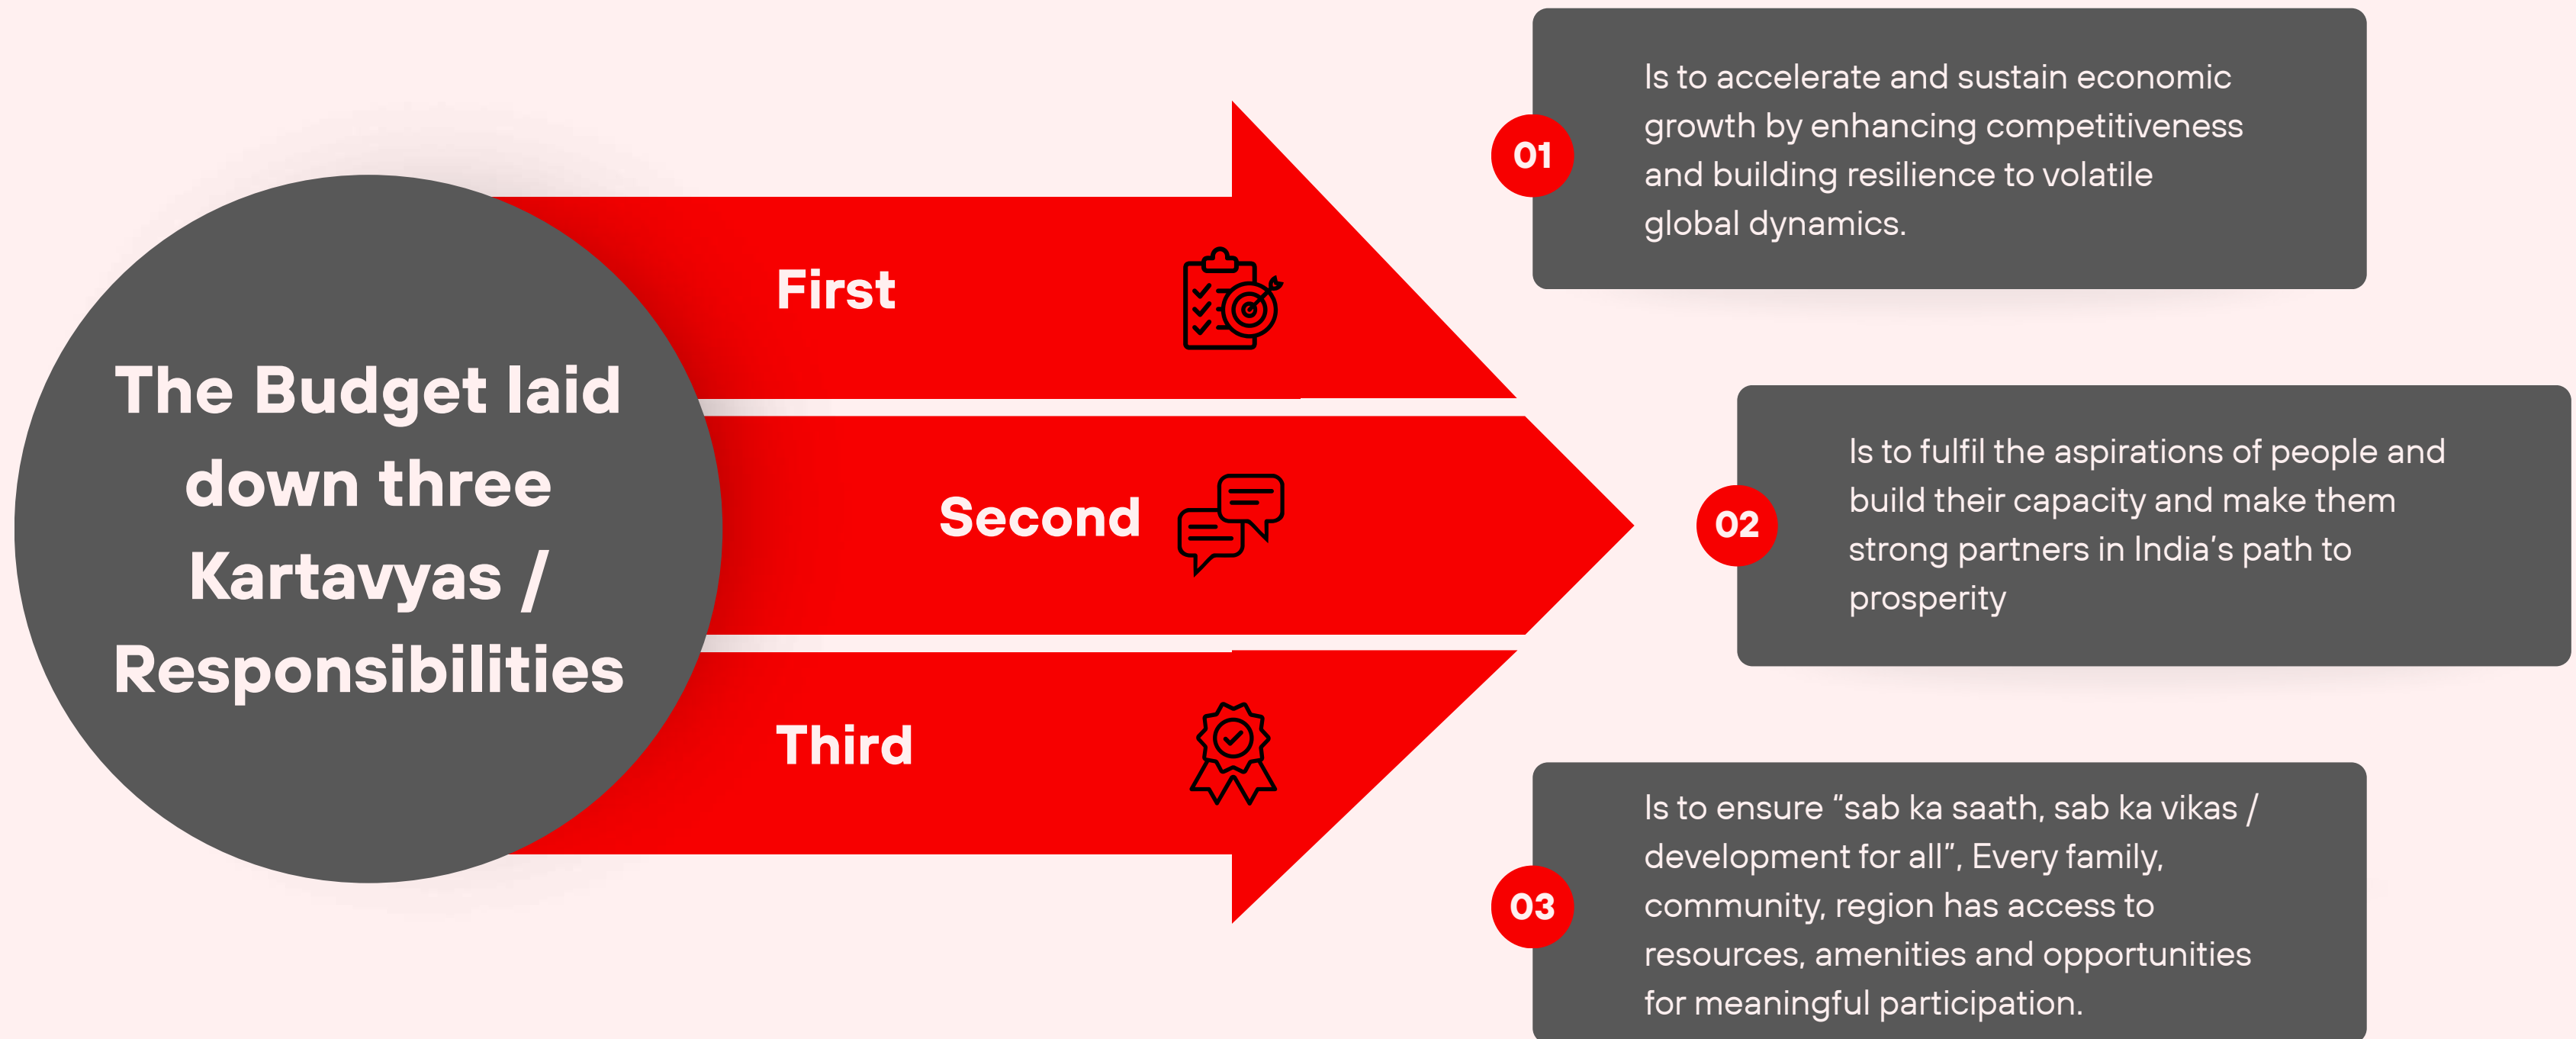 The Budget laid
down three
Kartavyas /
Responsibilities
First
Second
Third
01
Is to accelerate and sustain economic
growth by enhancing competitiveness
and building resilience to volatile
global dynamics.
02
Is to fulfil the aspirations of people and
build their capacity and make them
strong partners in India’s path to
prosperity
03
Is to ensure “sab ka saath, sab ka vikas /
development for all”, Every family,
community, region has access to
resources, amenities and opportunities
for meaningful participation.